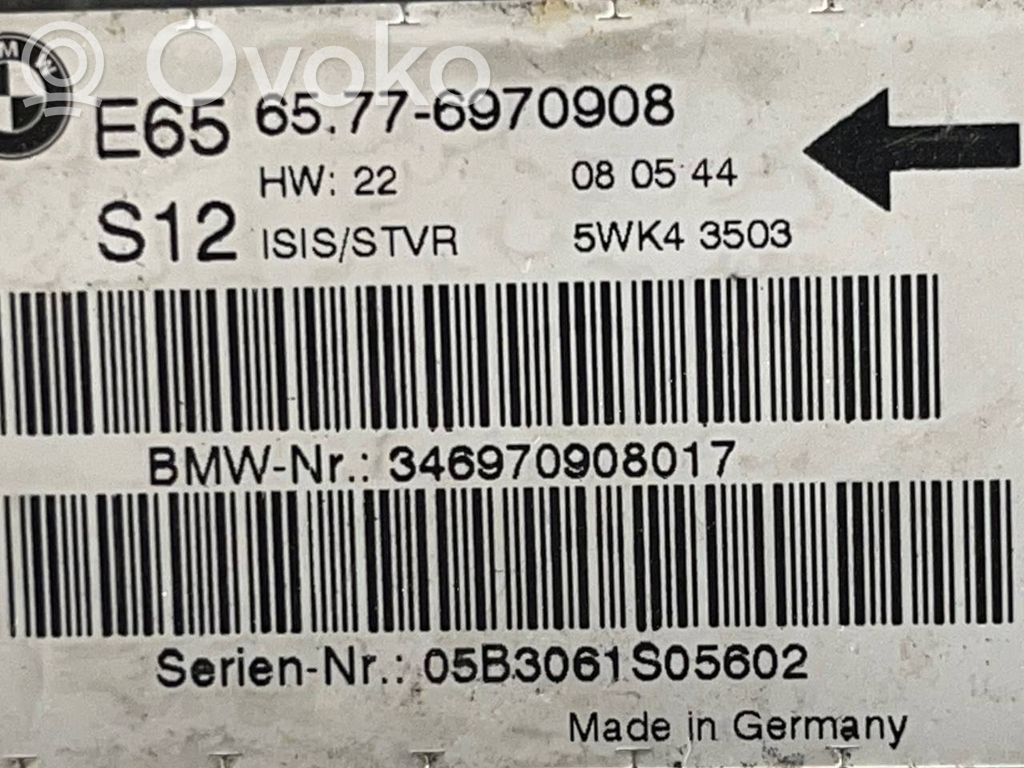 Ovoko
BMW
E65 65.77-6970908
HW: 22 08 05 44
S12 ISIS/STVR 5WK4 3503
BMW-Nr.: 346970908017
Serien-Nr.: 05B3061S05602
Made in Germany